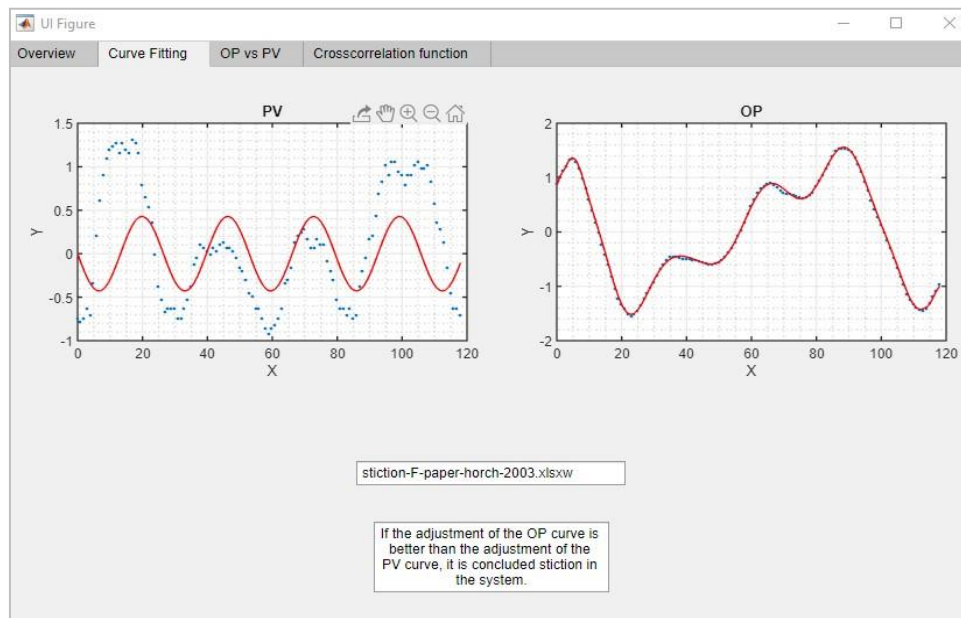 UI Figure
Overview
Curve Fitting
OP vs PV
Crosscorrelation function
PV
1.5
1
0.5
0
-0.5
-1
Y
0
20
40
60
80
100
120
X
OP
2
1
0
-1
-2
Y
0
20
40
60
80
100
120
X
stiction-F-paper-horch-2003.xlsxw
If the adjustment of the OP curve is
better than the adjustment of the
PV curve, it is concluded stiction in
the system.